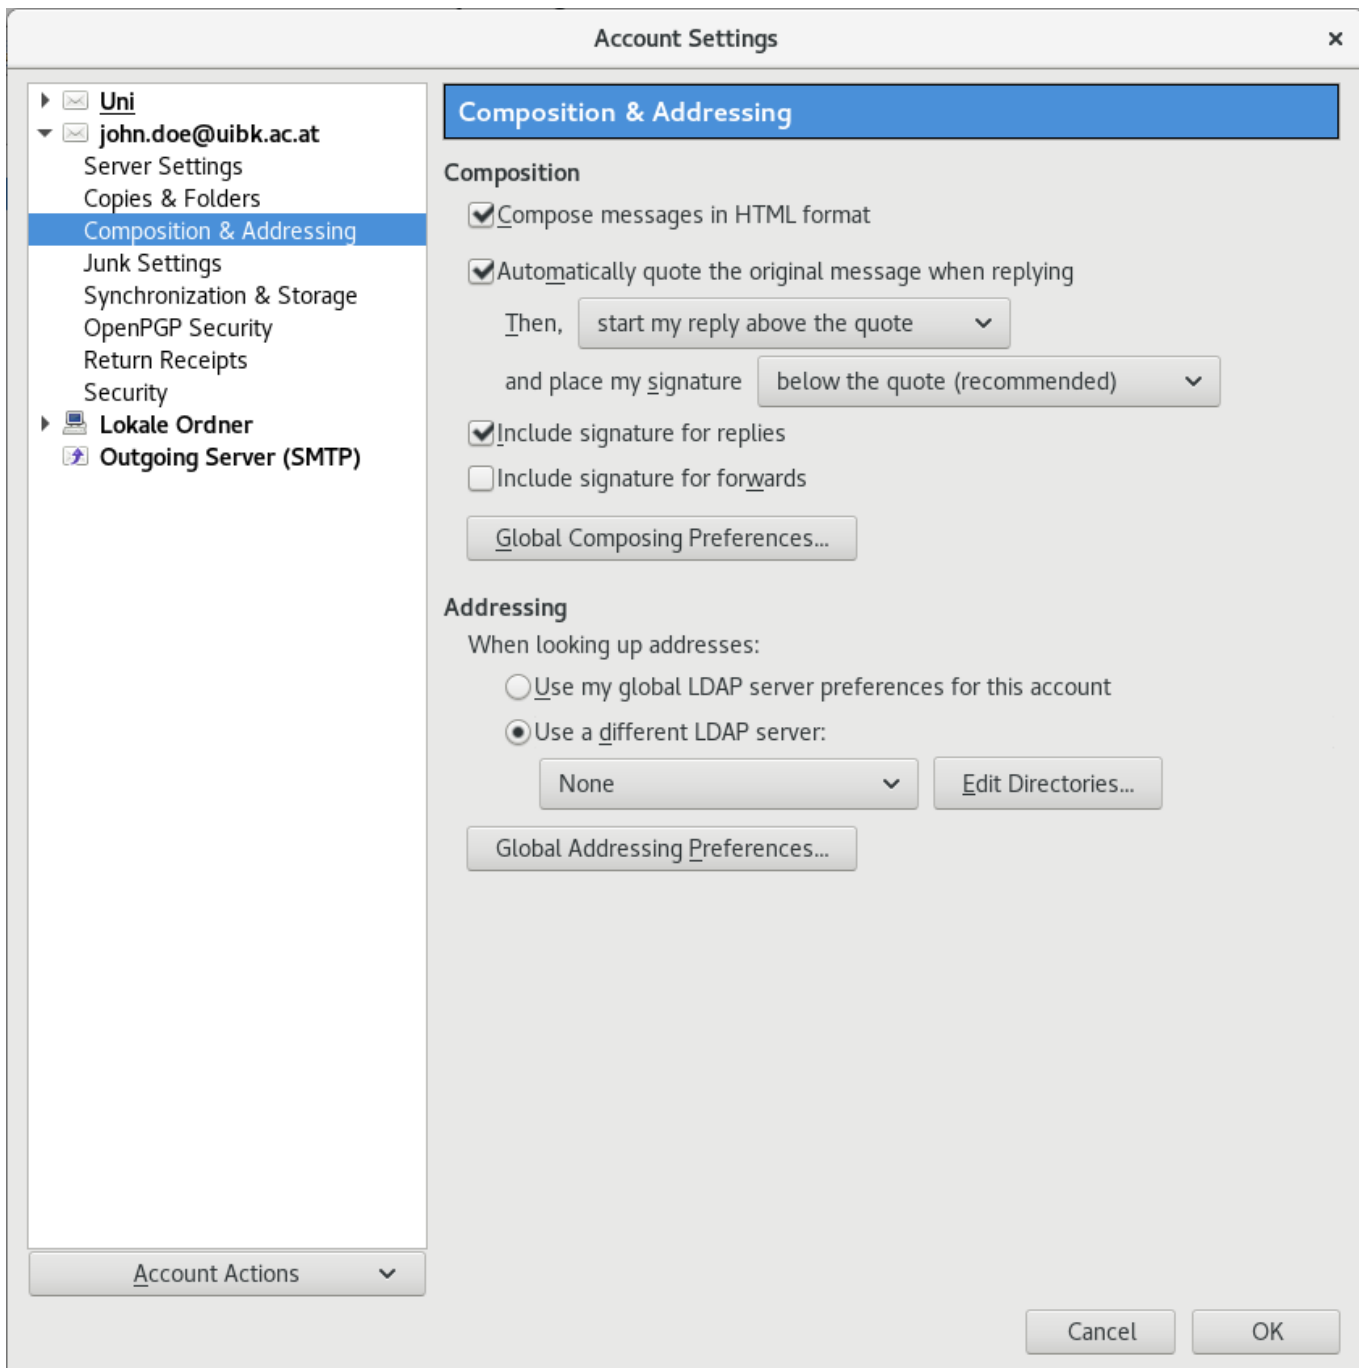 Account Settings
Uni
john.doe@uibk.ac.at
Server Settings
Copies & Folders
Composition & Addressing
Junk Settings
Synchronization & Storage
OpenPGP Security
Return Receipts
Security
Lokale Ordner
Outgoing Server (SMTP)
Account Actions
Composition & Addressing
Composition
Compose messages in HTML format
Automatically quote the original message when replying
Then, start my reply above the quote
and place my signature below the quote (recommended)
Include signature for replies
Include signature for forwards
Global Composing Preferences...
Addressing
When looking up addresses:
Use my global LDAP server preferences for this account
Use a different LDAP server:
None Edit Directories...
Global Addressing Preferences...
Cancel OK